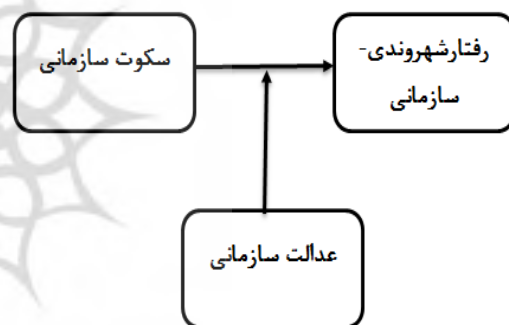 رفتارشهروندی-
سازمانی
سکوت سازمانی
عدالت سازمانی